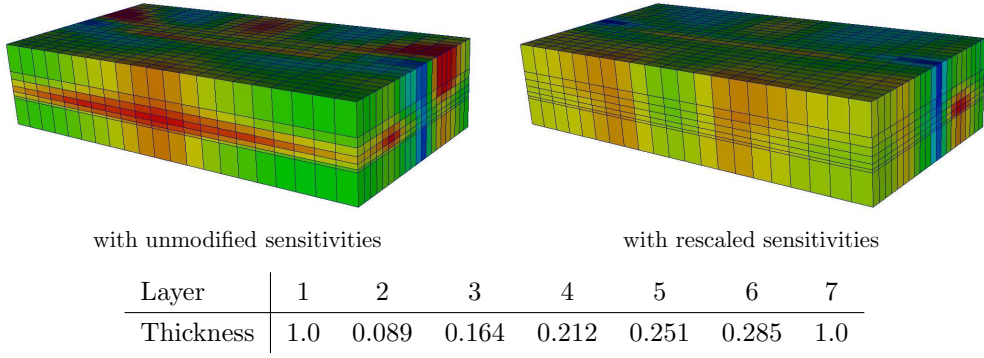 with unmodified sensitivities
with rescaled sensitivities
Layer 1 2 3 4 5 6 7
Thickness 1.0 0.089 0.164 0.212 0.251 0.285 1.0